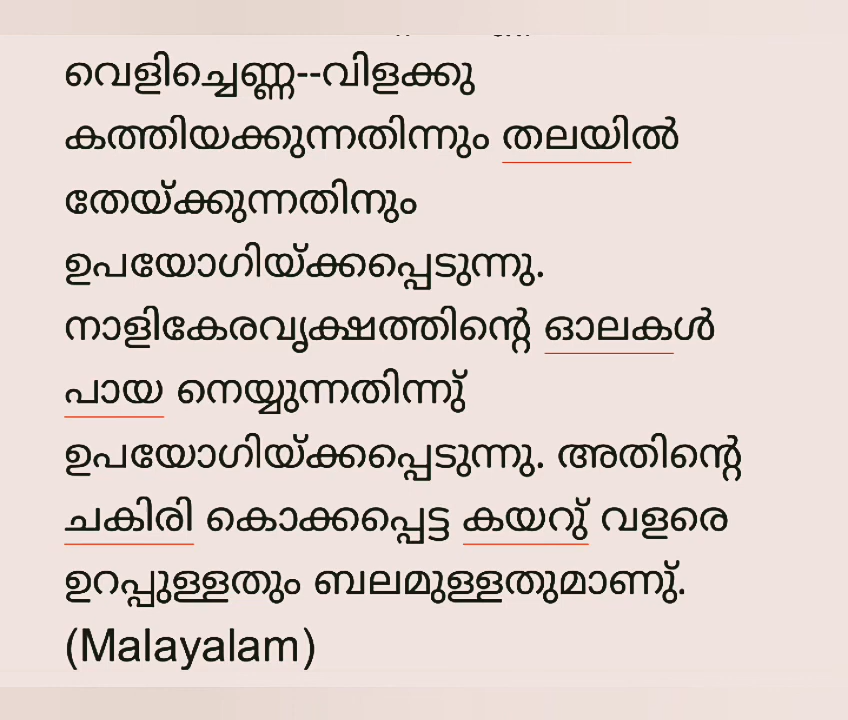 വെളിച്ചെണ്ണ--വിളക്കു
കത്തിയക്കുന്നതിന്നും തലയിൽ
തേയ്ക്കുന്നതിനും
ഉപയോഗിയ്ക്കപ്പെടുന്നു.
നാളികേരവൃക്ഷത്തിന്റെ ഓലകൾ
പായ നെയ്യുന്നതിന്നു്
ഉപയോഗിയ്ക്കപ്പെടുന്നു. അതിന്റെ
ചകിരി കൊക്കപ്പെട്ട കയറു് വളരെ
ഉറപ്പുള്ളതും ബലമുള്ളതുമാണു്.
(Malayalam)